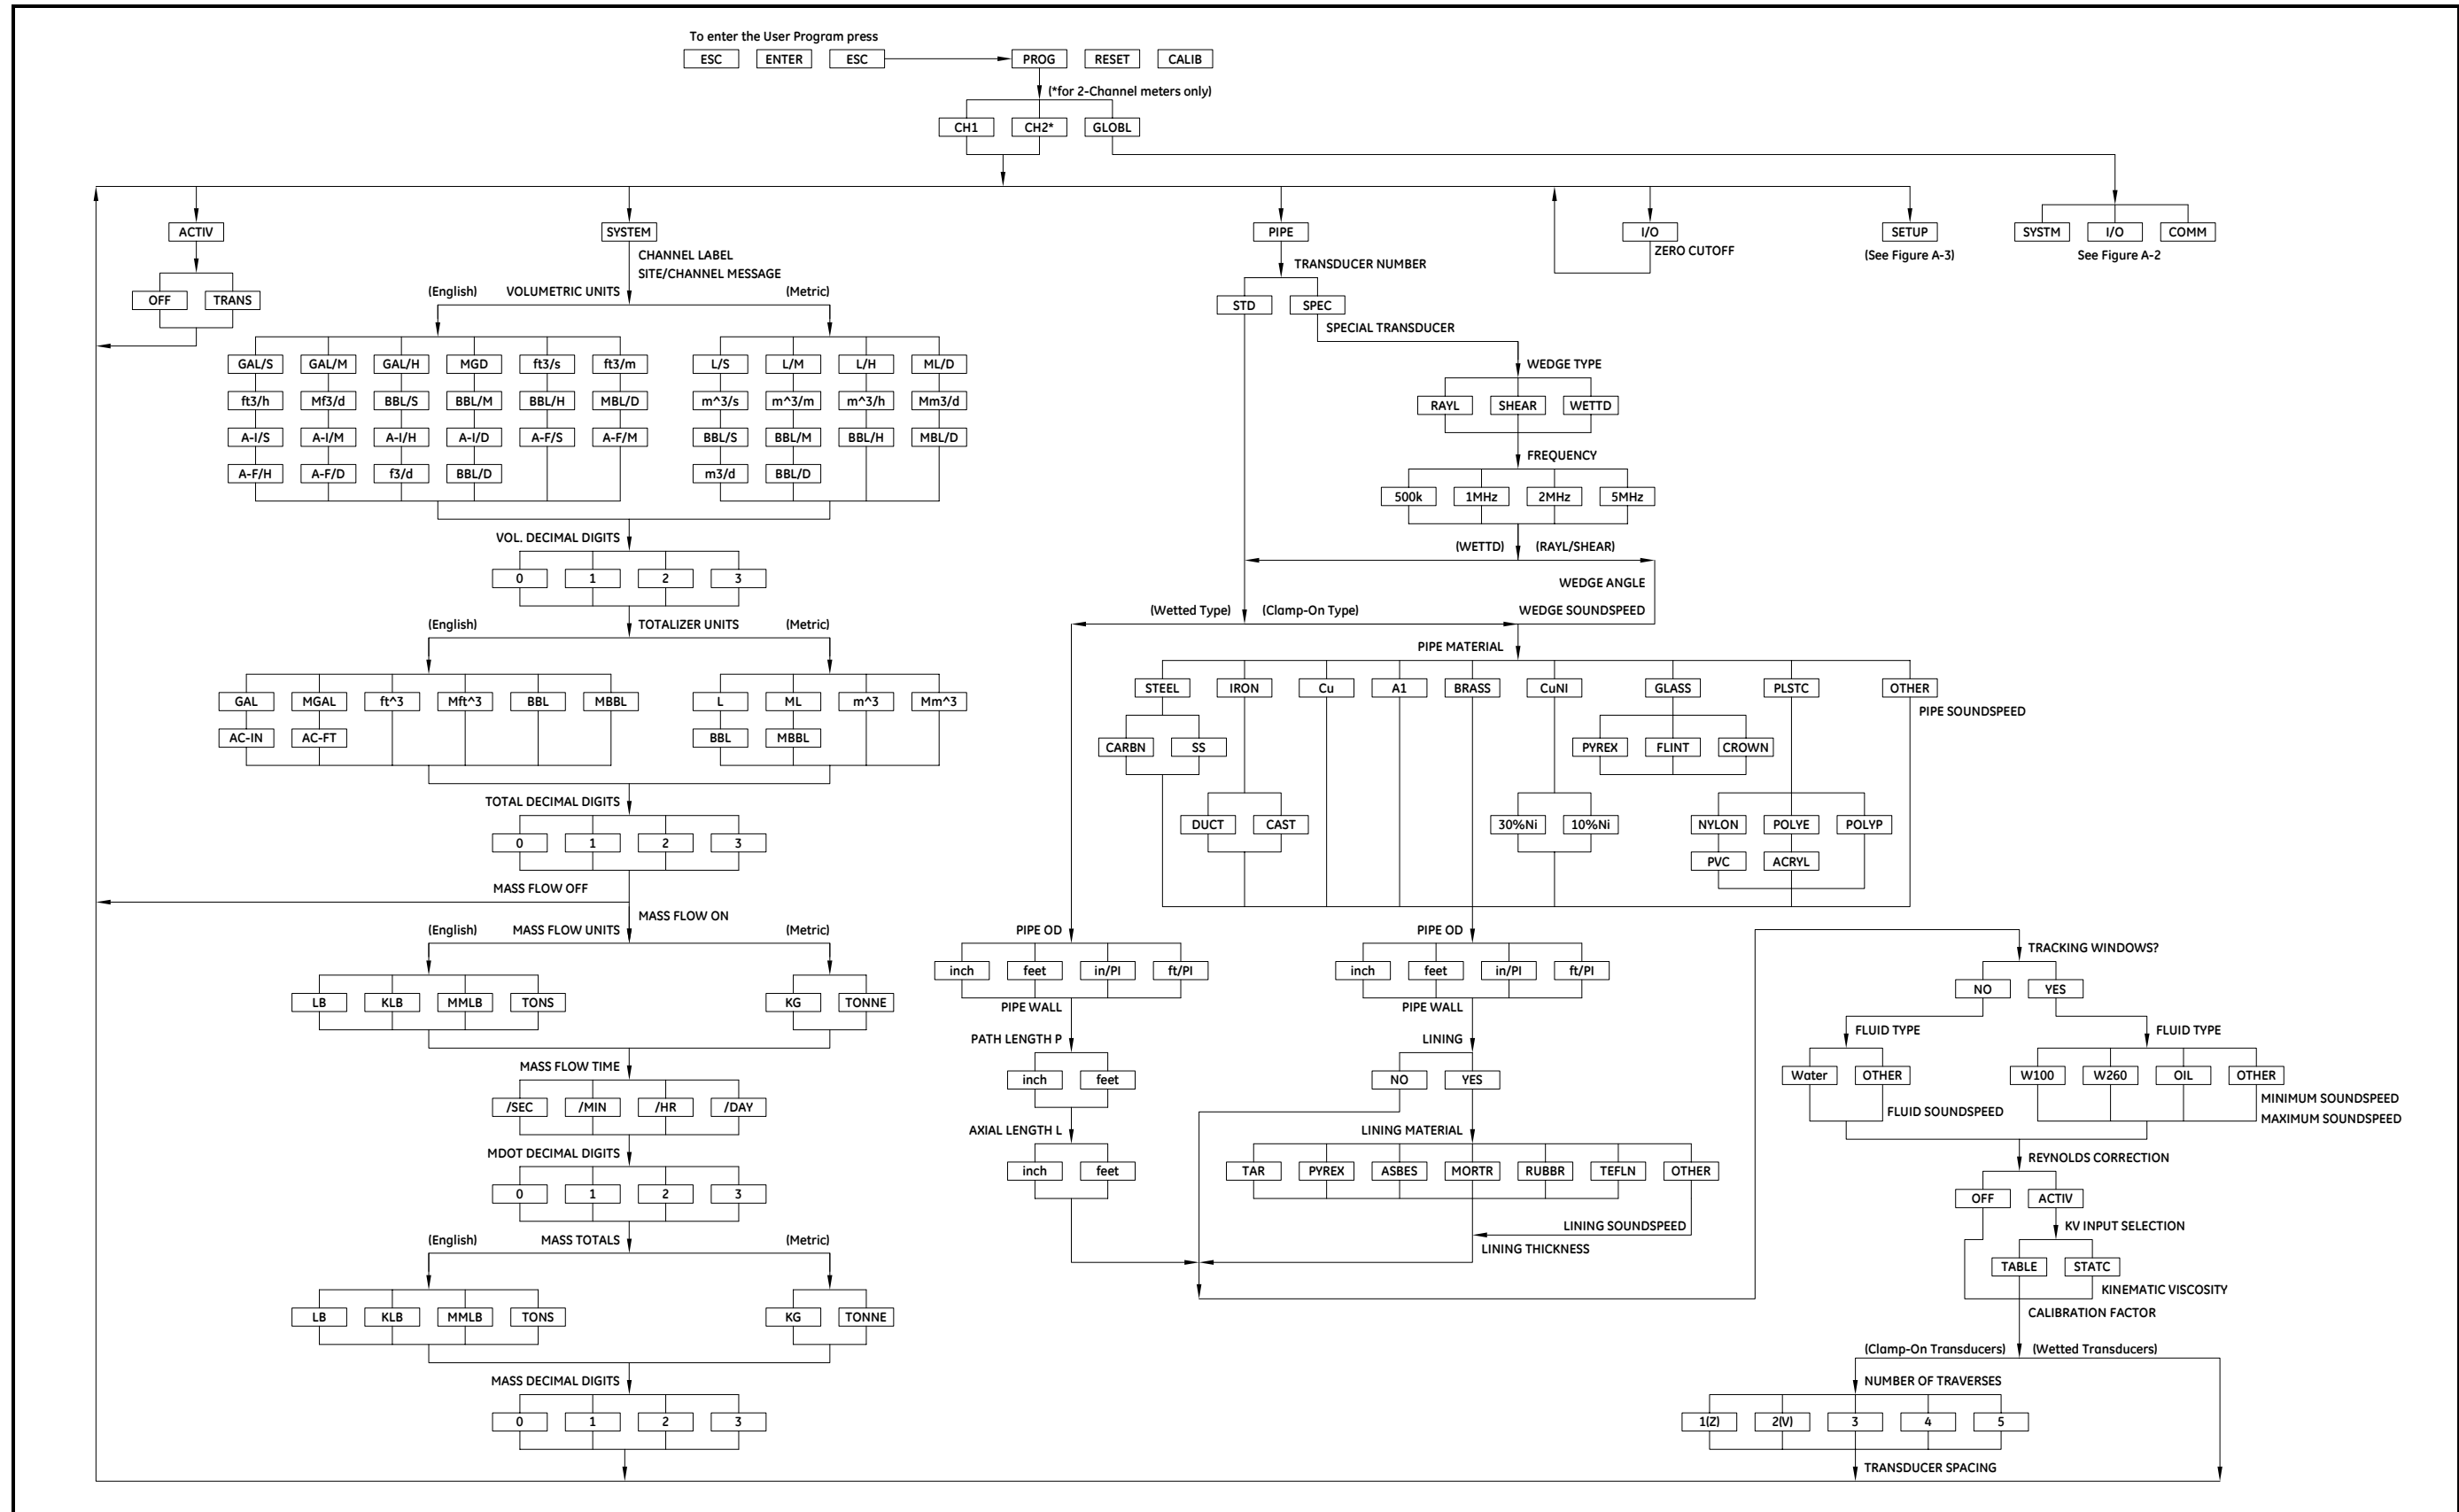 To enter the User Program press
ESC ENTER ESC PROG RESET CALIB
(*for 2-Channel meters only)
CH1 CH2* GLOBL
ACTIV
OFF TRANS
SYSTEM
CHANNEL LABEL
SITE/CHANNEL MESSAGE
(English) VOLUMETRIC UNITS (Metric)
GAL/S GAL/M GAL/H MGD ft3/s ft3/m
ft3/h Mf3/d BBL/S BBL/M BBL/H MBL/D
A-I/S A-I/M A-I/H A-I/D A-F/S A-F/M
A-F/H A-F/D f3/d BBL/D
L/S L/M L/H ML/D
m^3/s m^3/m m^3/h Mm3/d
BBL/S BBL/M BBL/H MBL/D
m3/d BBL/D
VOL. DECIMAL DIGITS
0 1 2 3
(English) TOTALIZER UNITS (Metric)
GAL MGAL ft^3 Mft^3 BBL MBBL
AC-IN AC-FT
L ML m^3 Mm^3
BBL MBBL
TOTAL DECIMAL DIGITS
0 1 2 3
MASS FLOW OFF
MASS FLOW ON
(English) MASS FLOW UNITS (Metric)
LB KLB MMLB TONS KG TONNE
MASS FLOW TIME
/SEC /MIN /HR /DAY
MDOT DECIMAL DIGITS
0 1 2 3
(English) MASS TOTALS (Metric)
LB KLB MMLB TONS KG TONNE
MASS DECIMAL DIGITS
0 1 2 3
PIPE
TRANSDUCER NUMBER
STD SPEC
SPECIAL TRANSDUCER
WEDGE TYPE
RAYL SHEAR WETTD
FREQUENCY
500k 1MHz 2MHz 5MHz
(WETTD) (RAYL/SHEAR)
WEDGE ANGLE
(Wetted Type) (Clamp-On Type) WEDGE SOUNDSPEED
PIPE MATERIAL
STEEL IRON Cu A1 BRASS CuNI GLASS PLSTC OTHER
PIPE SOUNDSPEED
CARBN SS PYREX FLINT CROWN
DUCT CAST 30%Ni 10%Ni NYLON POLYE POLYP
PVC ACRYL
PIPE OD
inch feet in/PI ft/PI
PIPE WALL
PATH LENGTH P
inch feet
AXIAL LENGTH L
inch feet
PIPE OD
inch feet in/PI ft/PI
PIPE WALL
LINING
NO YES
LINING MATERIAL
TAR PYREX ASBES MORTR RUBBR TEFLN OTHER
LINING SOUNDSPEED
LINING THICKNESS
I/O
ZERO CUTOFF
SETUP
(See Figure A-3)
SYSTM I/O COMM
See Figure A-2
TRACKING WINDOWS?
NO YES
FLUID TYPE FLUID TYPE
Water OTHER W100 W260 OIL OTHER
FLUID SOUNDSPEED
MINIMUM SOUNDSPEED
MAXIMUM SOUNDSPEED
REYNOLDS CORRECTION
OFF ACTIV
KV INPUT SELECTION
TABLE STATC
KINEMATIC VISCOSITY
CALIBRATION FACTOR
(Clamp-On Transducers) (Wetted Transducers)
NUMBER OF TRAVERSES
1(Z) 2(V) 3 4 5
TRANSDUCER SPACING